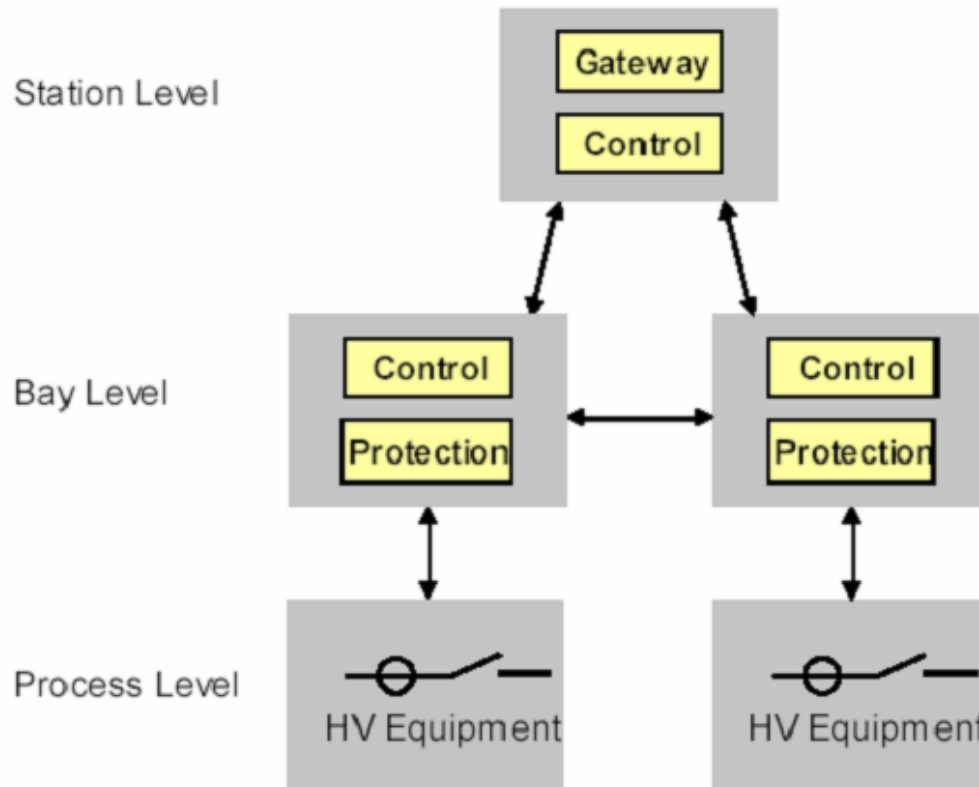 Station Level
Gateway
Control
Bay Level
Control
Protection
Control
Protection
Process Level
HV Equipment
HV Equipment